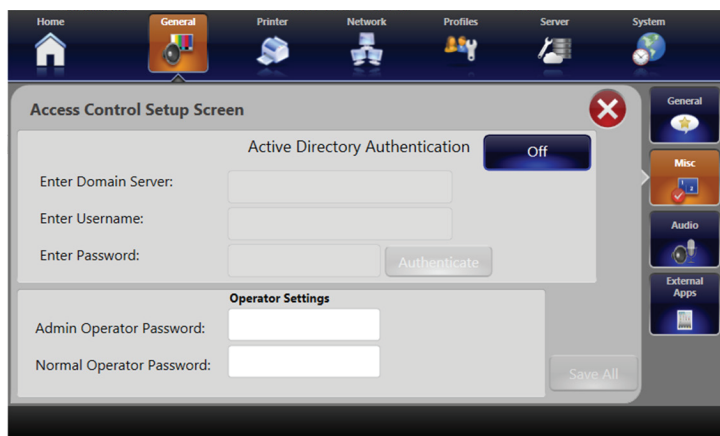 Home General Printer Network Profiles Server System
Access Control Setup Screen
General
Active Directory Authentication Off
Misc
Enter Domain Server:
Enter Username:
Audio
Enter Password: Authenticate
External
Apps
Operator Settings
Admin Operator Password:
Normal Operator Password:
Save All